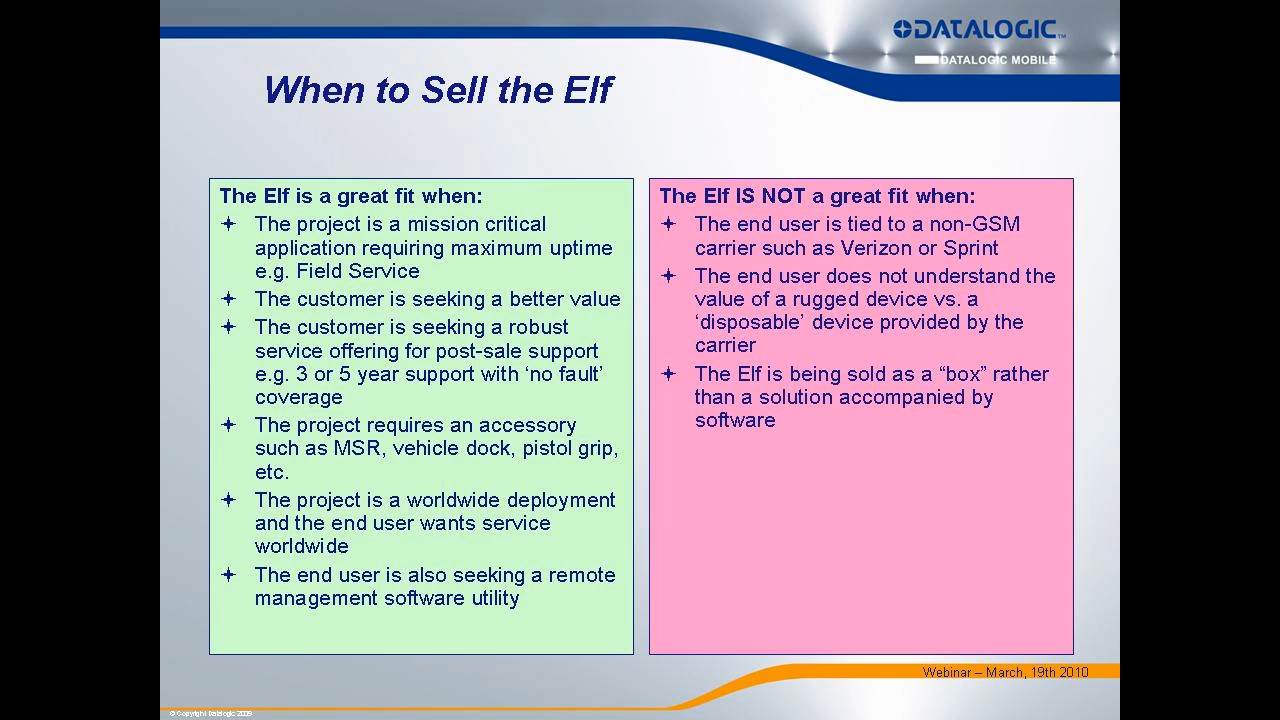 DATALOGIC™
DATALOGIC MOBILE
When to Sell the Elf
The Elf is a great fit when:
The project is a mission critical
application requiring maximum uptime
e.g. Field Service
The customer is seeking a better value
The customer is seeking a robust
service offering for post-sale support
e.g. 3 or 5 year support with ‘no fault’
coverage
The project requires an accessory
such as MSR, vehicle dock, pistol grip,
etc.
The project is a worldwide deployment
and the end user wants service
worldwide
The end user is also seeking a remote
management software utility
The Elf IS NOT a great fit when:
The end user is tied to a non-GSM
carrier such as Verizon or Sprint
The end user does not understand the
value of a rugged device vs. a
‘disposable’ device provided by the
carrier
The Elf is being sold as a “box” rather
than a solution accompanied by
software
Webinar – March, 19th 2010
© Copyright Datalogic 2009